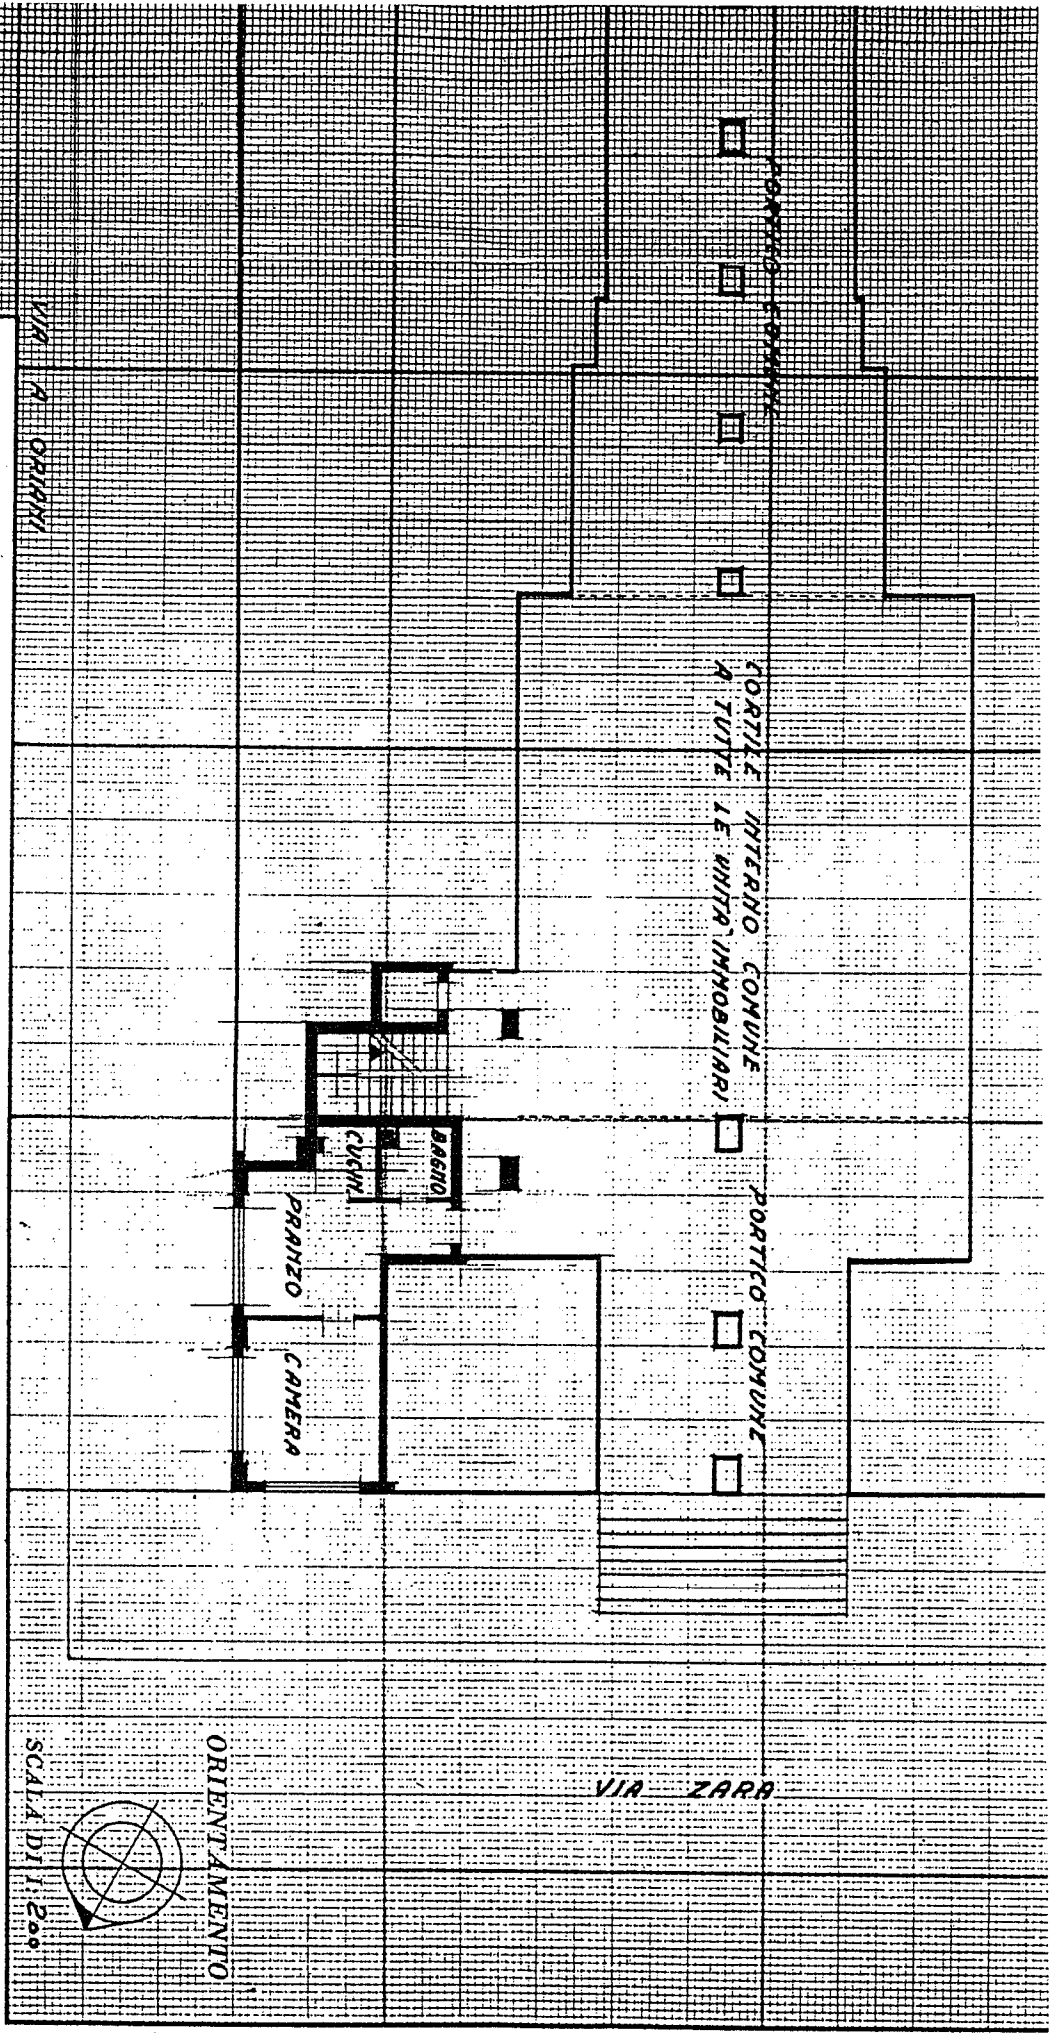 PORTICO COMUNE
VIA A ORIANI
CORTILE INTERNO COMUNE
A TUTTE LE UNITA' IMMOBILIARI
BAGNO
CUCIN.
PRANZO
CAMERA
PORTICO COMUNE
VIA ZARA
ORIENTAMENTO
SCALA DI 1:200